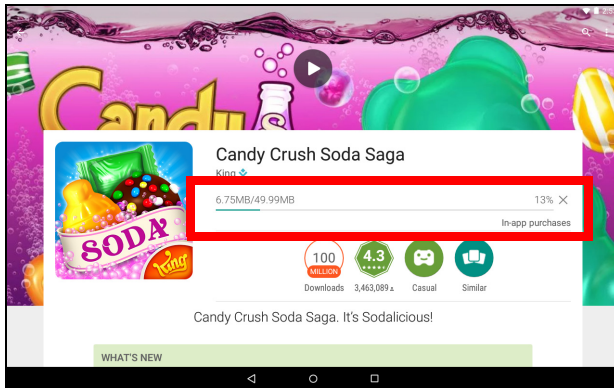 Candy
S
Candy Crush Soda Saga
King
6.75MB/49.99MB 13%
In-app purchases
SODA
King
100
MILLION
4.3
Downloads 3,463,089 Casual Similar
Candy Crush Soda Saga. It's Sodalicious!
WHAT'S NEW